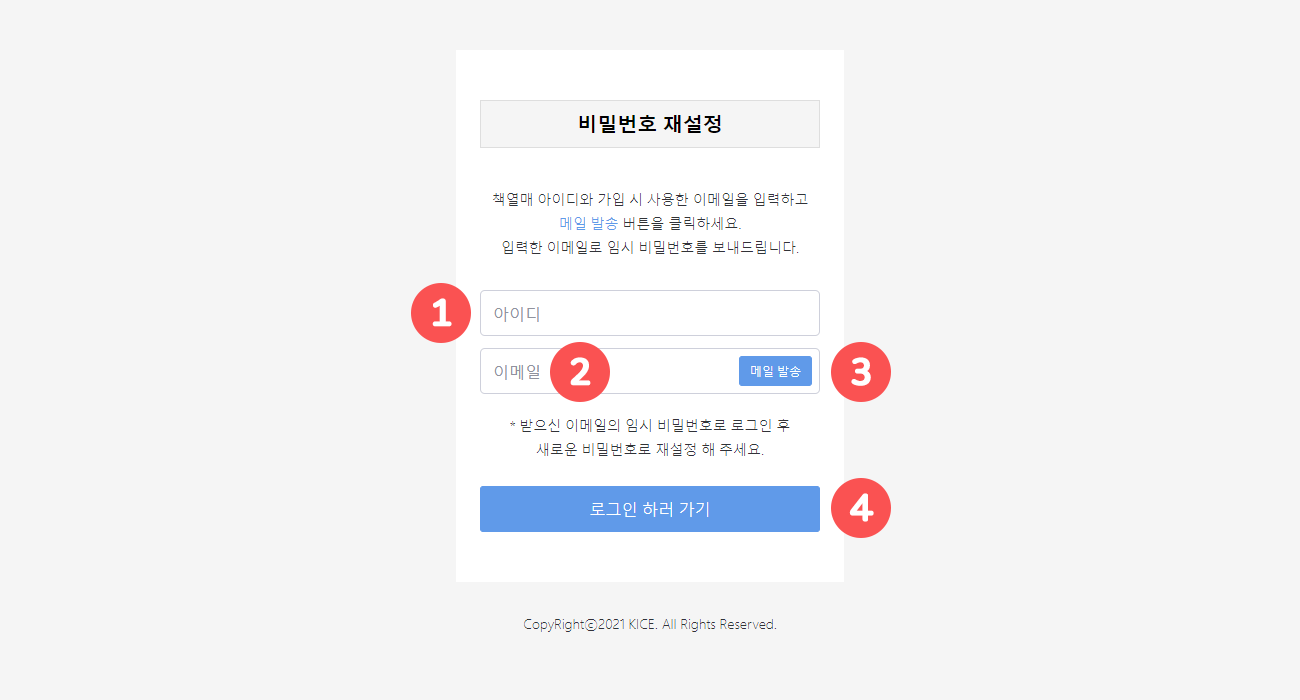 비밀번호 재설정
책열매 아이디와 가입 시 사용한 이메일을 입력하고
메일 발송 버튼을 클릭하세요.
입력한 이메일로 임시 비밀번호를 보내드립니다.
1
아이디
이메일
2
메일 발송
3
* 받으신 이메일의 임시 비밀번호로 로그인 후
새로운 비밀번호로 재설정 해 주세요.
로그인 하러 가기
4
CopyRightⓒ2021 KICE. All Rights Reserved.